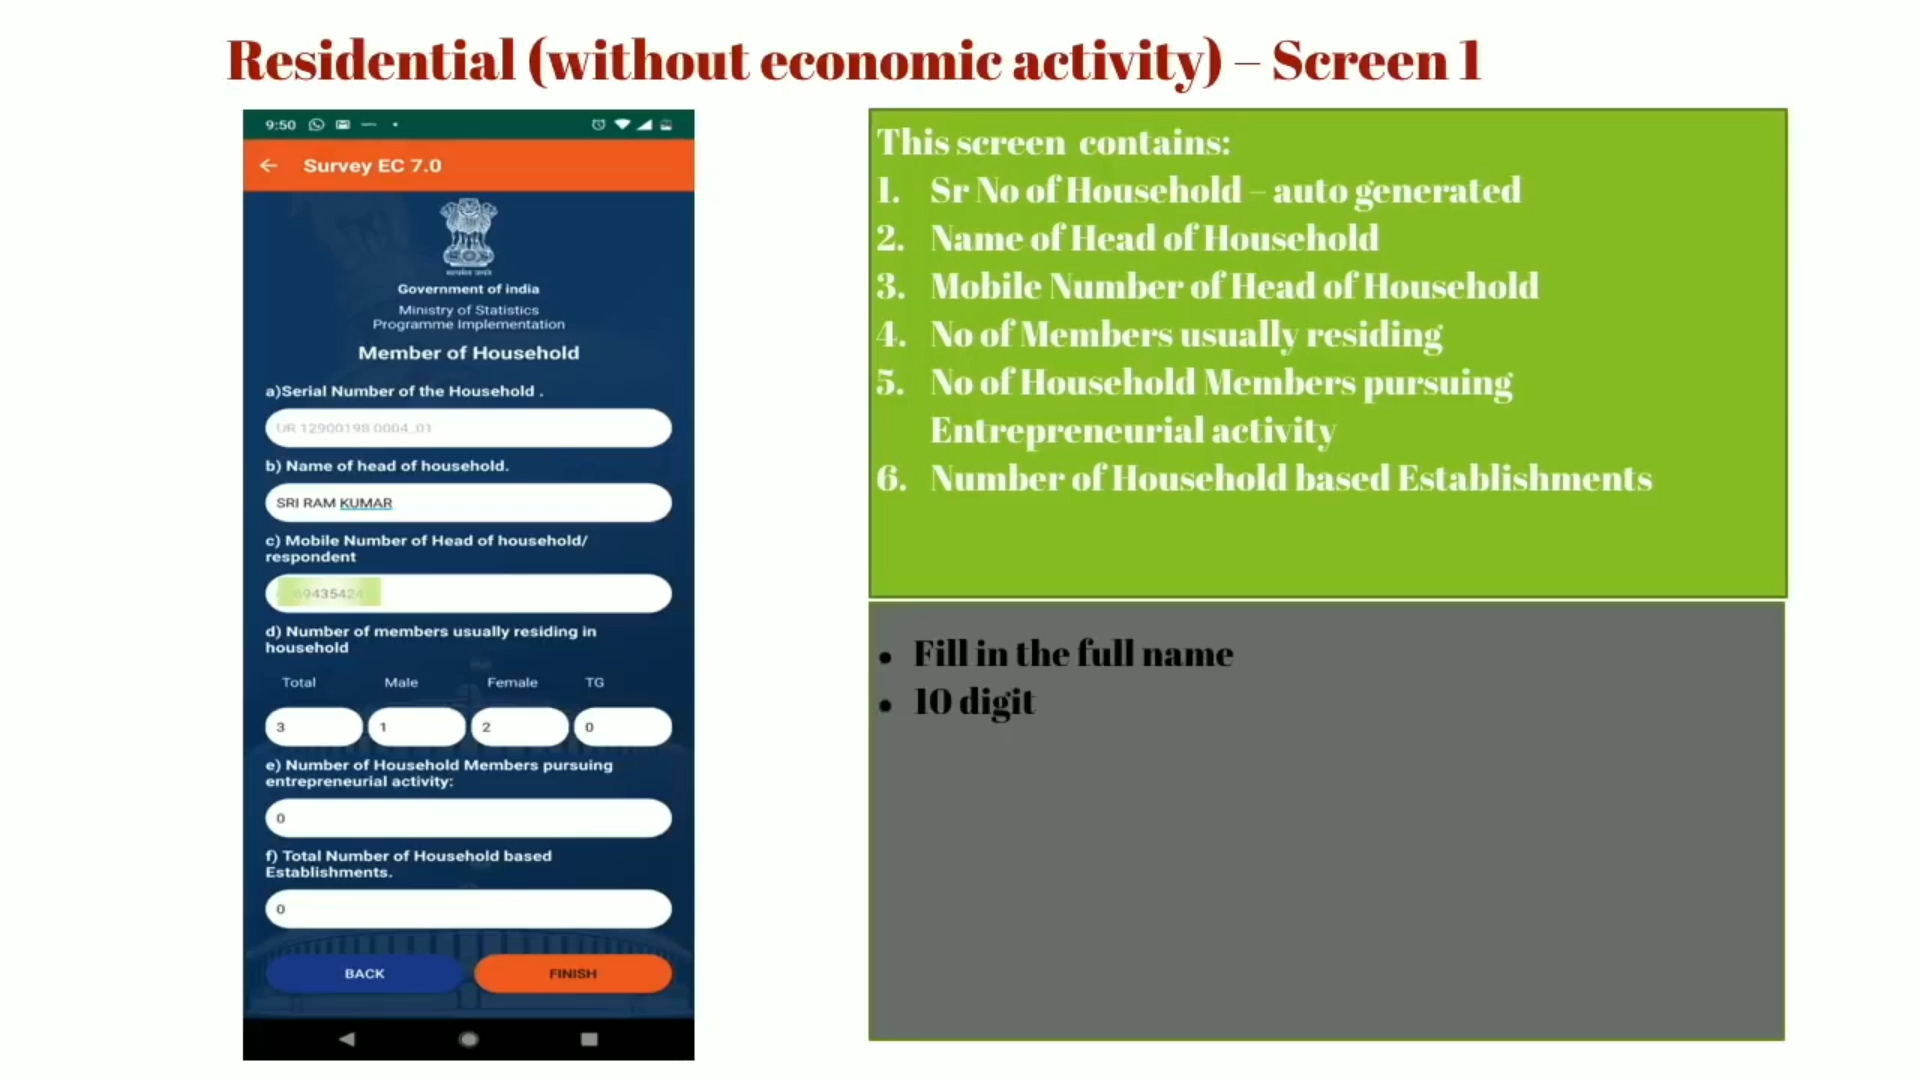 Residential (without economic activity) – Screen 1
9:50
Survey EC 7.0
Government of india
Ministry of Statistics
Programme Implementation
Member of Household
a)Serial Number of the Household .
UR 12900198 0004_01
b) Name of head of household.
SRI RAM KUMAR
c) Mobile Number of Head of household/
respondent
d) Number of members usually residing in
household
Total Male Female TG
3 1 2 0
e) Number of Household Members pursuing
entrepreneurial activity:
0
f) Total Number of Household based
Establishments.
0
BACK FINISH
This screen contains:
1. Sr No of Household – auto generated
2. Name of Head of Household
3. Mobile Number of Head of Household
4. No of Members usually residing
5. No of Household Members pursuing
Entrepreneurial activity
6. Number of Household based Establishments
• Fill in the full name
• 10 digit